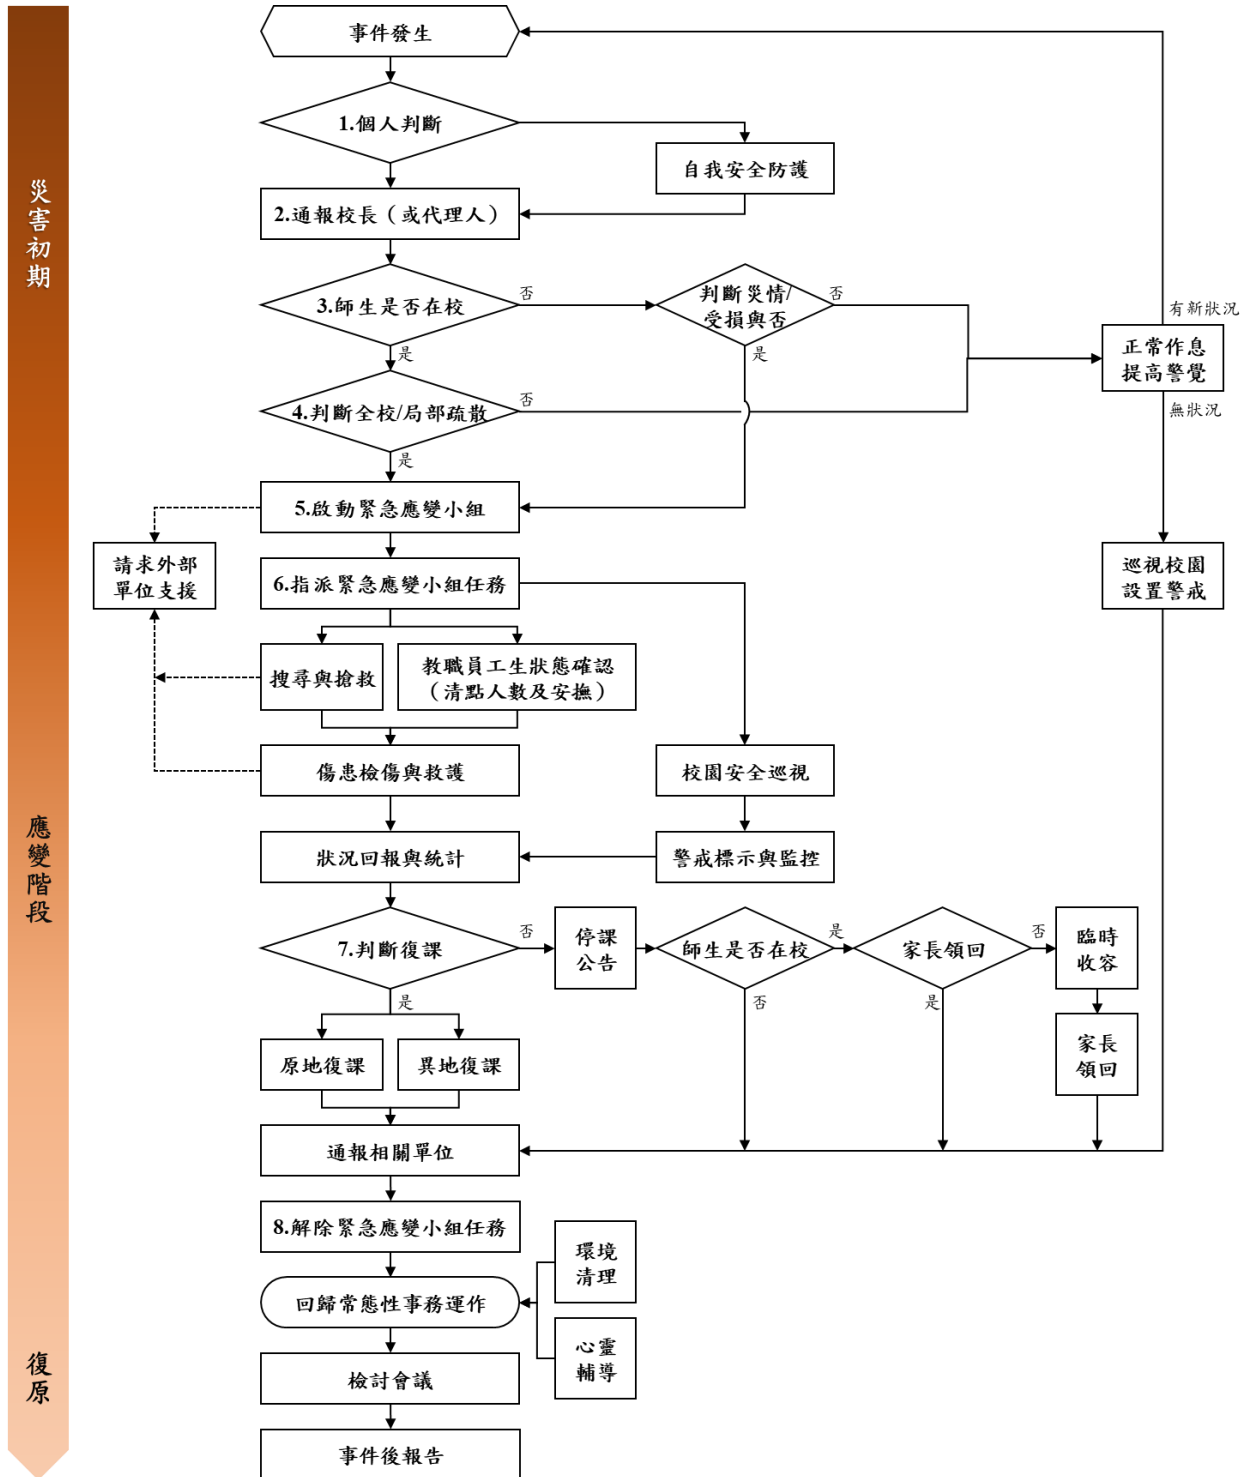 災害初期
應變階段
復原
事件發生
1.個人判斷
自我安全防護
2.通報校長（或代理人）
3.師生是否在校
否
判斷災情/
受損與否
否
有新狀況
正常作息
提高警覺
無狀況
是
是
4.判斷全校/局部疏散
否
是
5.啟動緊急應變小組
請求外部
單位支援
巡視校園
設置警戒
6.指派緊急應變小組任務
搜尋與搶救
教職員工生狀態確認
（清點人數及安撫）
傷患檢傷與救護
校園安全巡視
狀況回報與統計
警戒標示與監控
7.判斷復課
否
停課
公告
師生是否在校
是
家長領回
否
臨時
收容
是
否
是
家長
領回
原地復課
異地復課
通報相關單位
8.解除緊急應變小組任務
環境
清理
回歸常態性事務運作
心靈
輔導
檢討會議
事件後報告